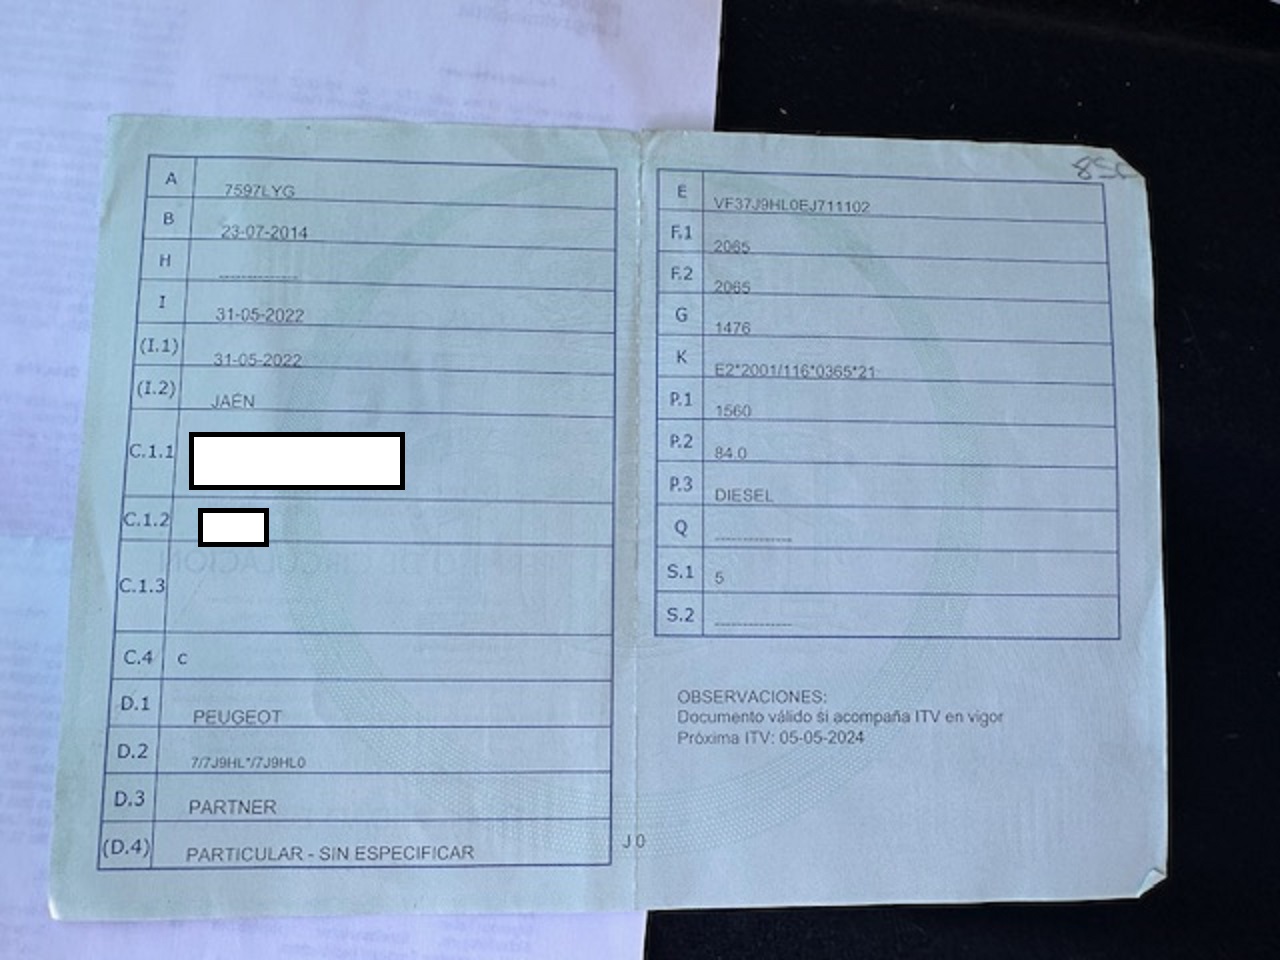 A 7597LYG
B 23-07-2014
H ---------------
I 31-05-2022
(I.1) 31-05-2022
(I.2) JAÉN
C.1.1
C.1.2
C.1.3
C.4 c
D.1 PEUGEOT
D.2 7/7J9HL*/7J9HL0
D.3 PARTNER
(D.4) PARTICULAR - SIN ESPECIFICAR
J 0
E VF37J9HL0EJ711102
F.1 2065
F.2 2065
G 1476
K E2*2001/116*0365*21
P.1 1560
P.2 84.0
P.3 DIESEL
Q ---------------
S.1 5
S.2 ---------------
OBSERVACIONES:
Documento válido si acompaña ITV en vigor
Próxima ITV: 05-05-2024